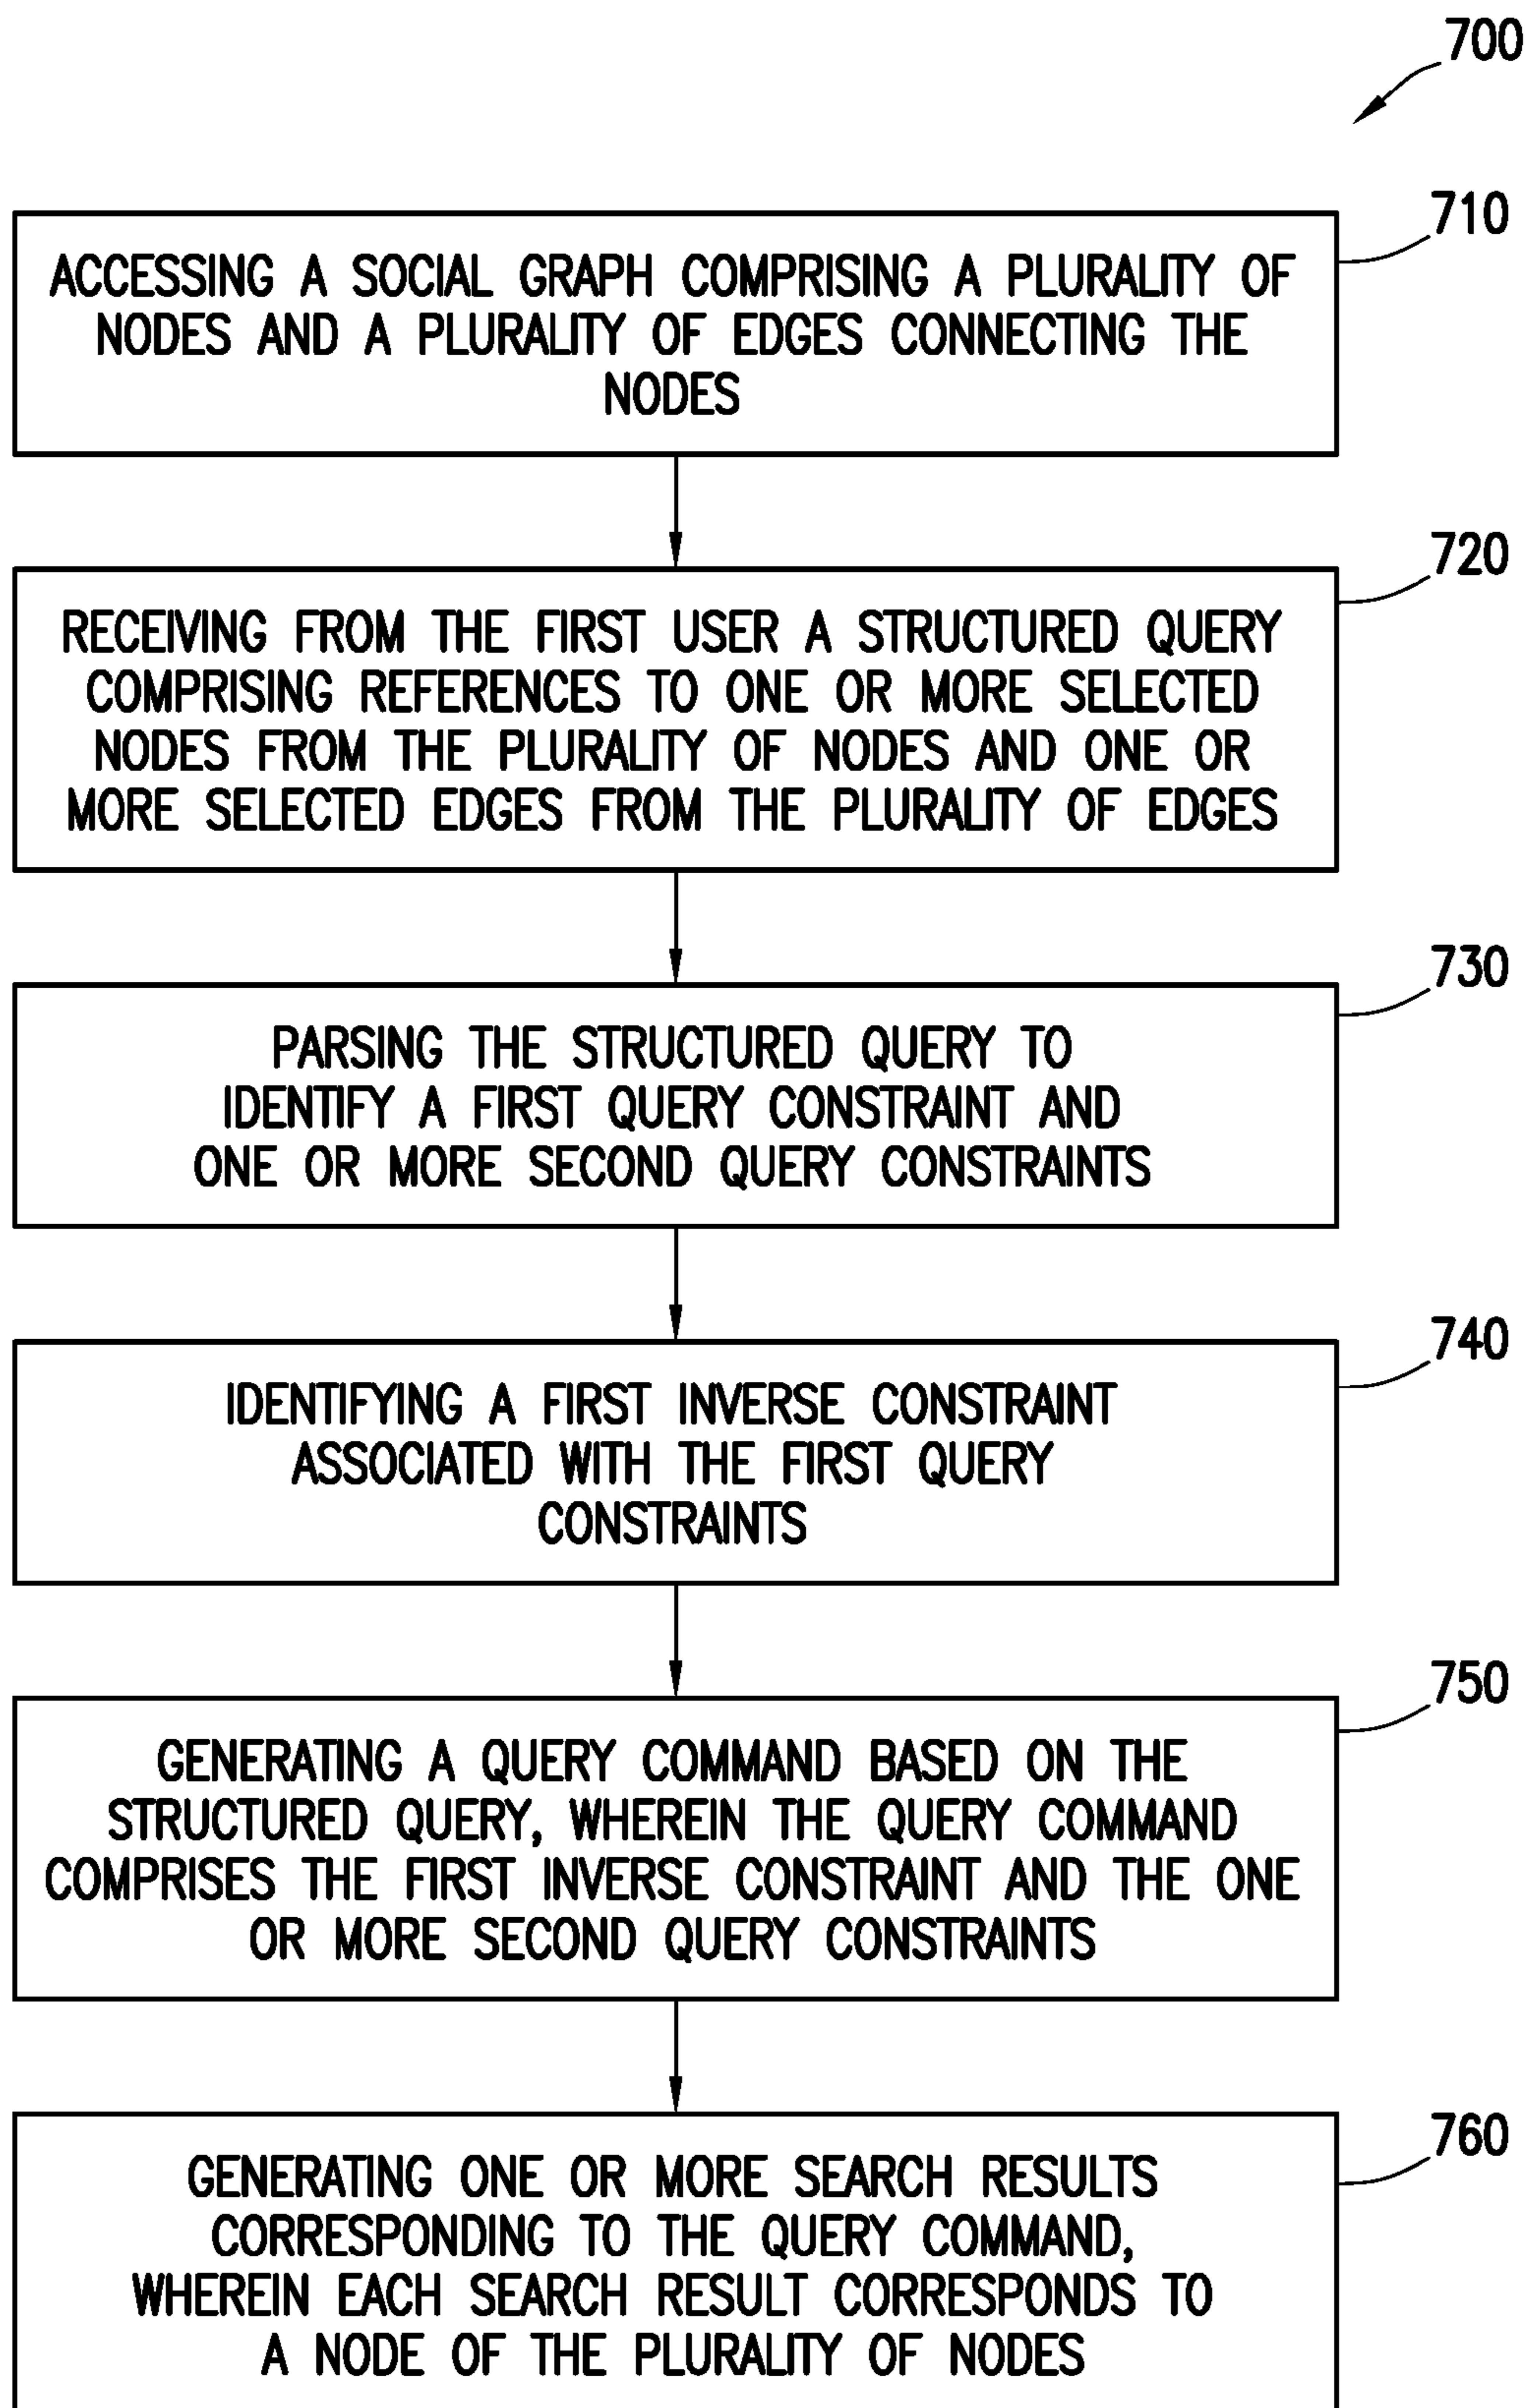 700
710
ACCESSING A SOCIAL GRAPH COMPRISING A PLURALITY OF
NODES AND A PLURALITY OF EDGES CONNECTING THE
NODES
720
RECEIVING FROM THE FIRST USER A STRUCTURED QUERY
COMPRISING REFERENCES TO ONE OR MORE SELECTED
NODES FROM THE PLURALITY OF NODES AND ONE OR
MORE SELECTED EDGES FROM THE PLURALITY OF EDGES
730
PARSING THE STRUCTURED QUERY TO
IDENTIFY A FIRST QUERY CONSTRAINT AND
ONE OR MORE SECOND QUERY CONSTRAINTS
740
IDENTIFYING A FIRST INVERSE CONSTRAINT
ASSOCIATED WITH THE FIRST QUERY
CONSTRAINTS
750
GENERATING A QUERY COMMAND BASED ON THE
STRUCTURED QUERY, WHEREIN THE QUERY COMMAND
COMPRISES THE FIRST INVERSE CONSTRAINT AND THE ONE
OR MORE SECOND QUERY CONSTRAINTS
760
GENERATING ONE OR MORE SEARCH RESULTS
CORRESPONDING TO THE QUERY COMMAND,
WHEREIN EACH SEARCH RESULT CORRESPONDS TO
A NODE OF THE PLURALITY OF NODES